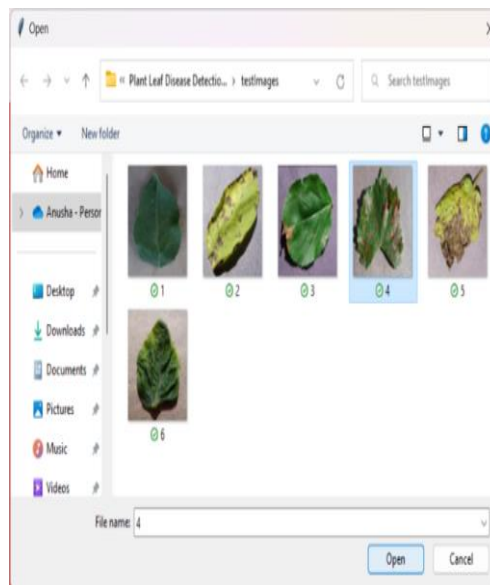 Open
« Plant Leaf Disease Detectio... > testImages
Search testImages
Organize
New folder
Home
Anusha - Persor
Desktop
Downloads
Documents
Pictures
Music
Videos
1
2
3
4
5
6
File name: 4
Open
Cancel